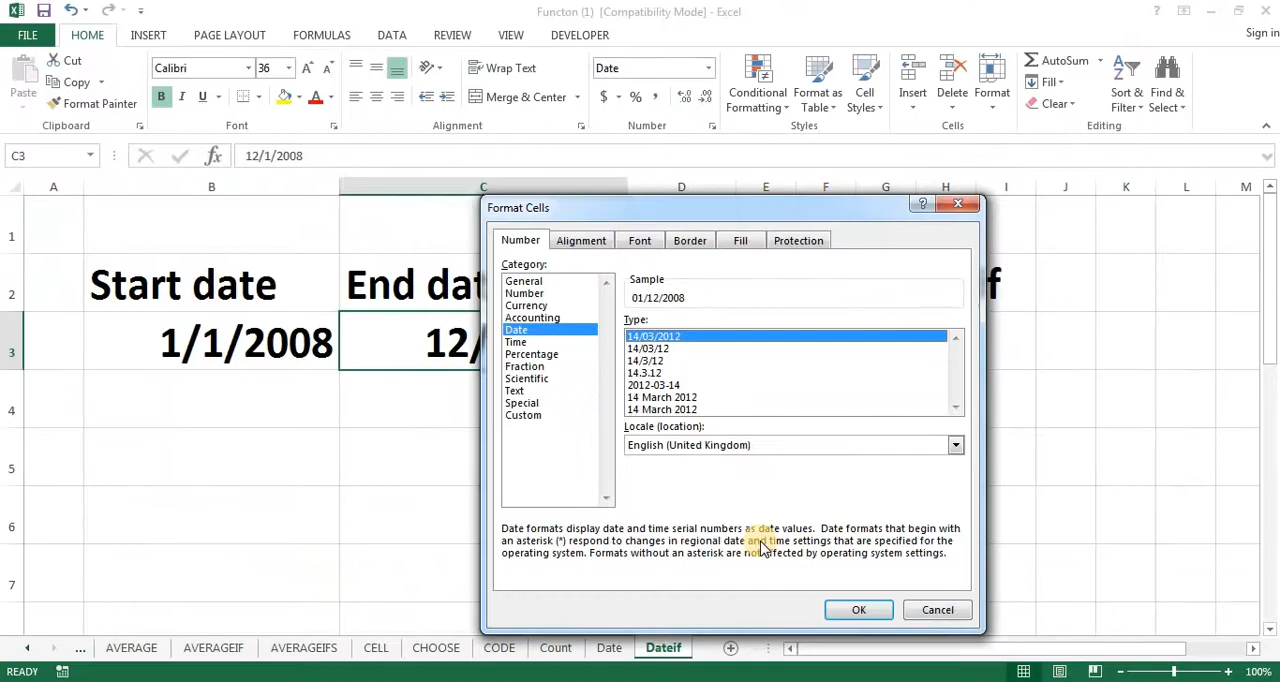 Functon (1) [Compatibility Mode] - Excel
Sign in
FILE HOME INSERT PAGE LAYOUT FORMULAS DATA REVIEW VIEW DEVELOPER
Paste
Cut
Copy
Format Painter
Clipboard
Calibri 36
B I U A
Font
Wrap Text
Merge & Center
Alignment
Date
$ % ,
Number
Conditional Formatting
Format as Table
Cell Styles
Styles
Insert
Delete
Format
Cells
AutoSum
Fill
Clear
Sort & Filter
Find & Select
Editing
C3
fx
12/1/2008
A B C D E F G H I J K L M
1
2
3
4
5
6
7
Start date
End dat
f
1/1/2008
12/
Format Cells
Number Alignment Font Border Fill Protection
Category:
General
Number
Currency
Accounting
Date
Time
Percentage
Fraction
Scientific
Text
Special
Custom
Sample
01/12/2008
Type:
14/03/2012
14/03/12
14/3/12
14.3.12
2012-03-14
14 March 2012
14 March 2012
Locale (location):
English (United Kingdom)
Date formats display date and time serial numbers as date values. Date formats that begin with
an asterisk (*) respond to changes in regional date and time settings that are specified for the
operating system. Formats without an asterisk are not affected by operating system settings.
OK
Cancel
... AVERAGE AVERAGEIF AVERAGEIFS CELL CHOOSE CODE Count Date Dateif
READY
100%